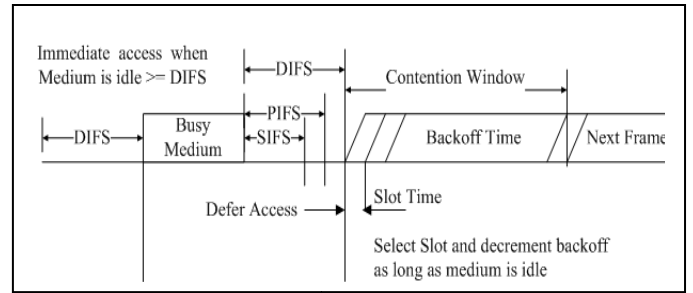 Immediate access when
Medium is idle >= DIFS
DIFS
Contention Window
PIFS
DIFS
Busy
Medium
SIFS
Backoff Time
Next Frame
Defer Access
Slot Time
Select Slot and decrement backoff
as long as medium is idle